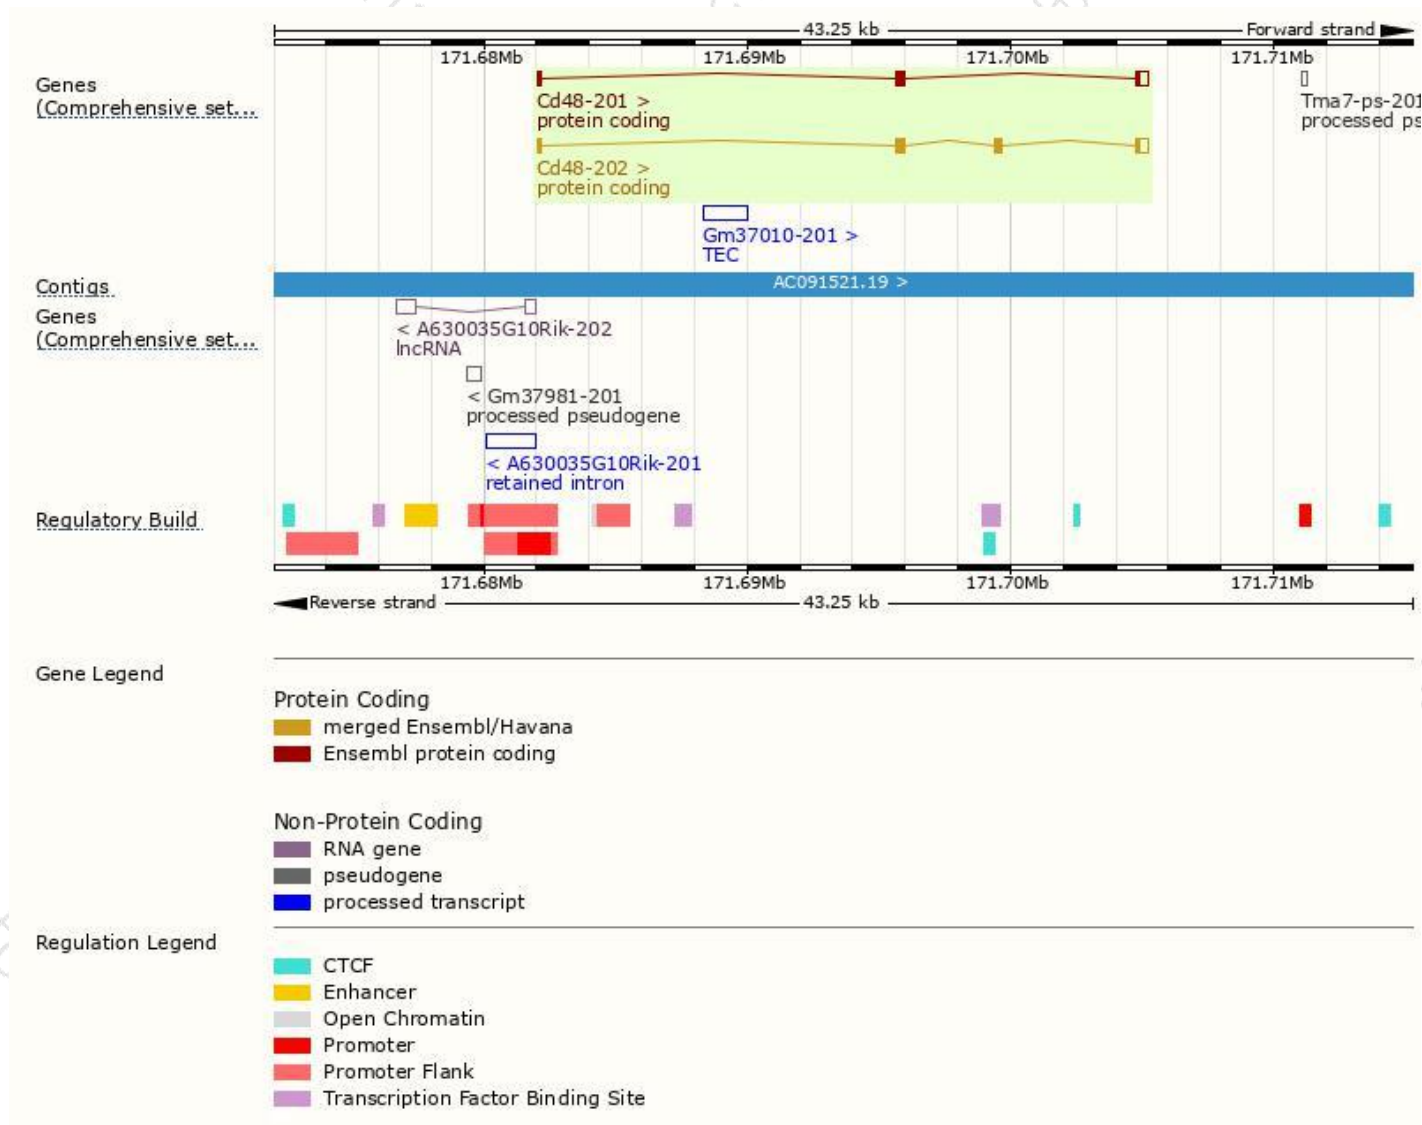 43.25 kb Forward strand
171.68Mb 171.69Mb 171.70Mb 171.71Mb
Genes
(Comprehensive set...
Cd48-201 >
protein coding
Tma7-ps-201
processed ps
Cd48-202 >
protein coding
Gm37010-201 >
TEC
Contigs
AC091521.19 >
Genes
(Comprehensive set...
< A630035G10Rik-202
lncRNA
< Gm37981-201
processed pseudogene
< A630035G10Rik-201
retained intron
Regulatory Build
171.68Mb 171.69Mb 171.70Mb 171.71Mb
Reverse strand 43.25 kb
Gene Legend
Protein Coding
merged Ensembl/Havana
Ensembl protein coding
Non-Protein Coding
RNA gene
pseudogene
processed transcript
Regulation Legend
CTCF
Enhancer
Open Chromatin
Promoter
Promoter Flank
Transcription Factor Binding Site